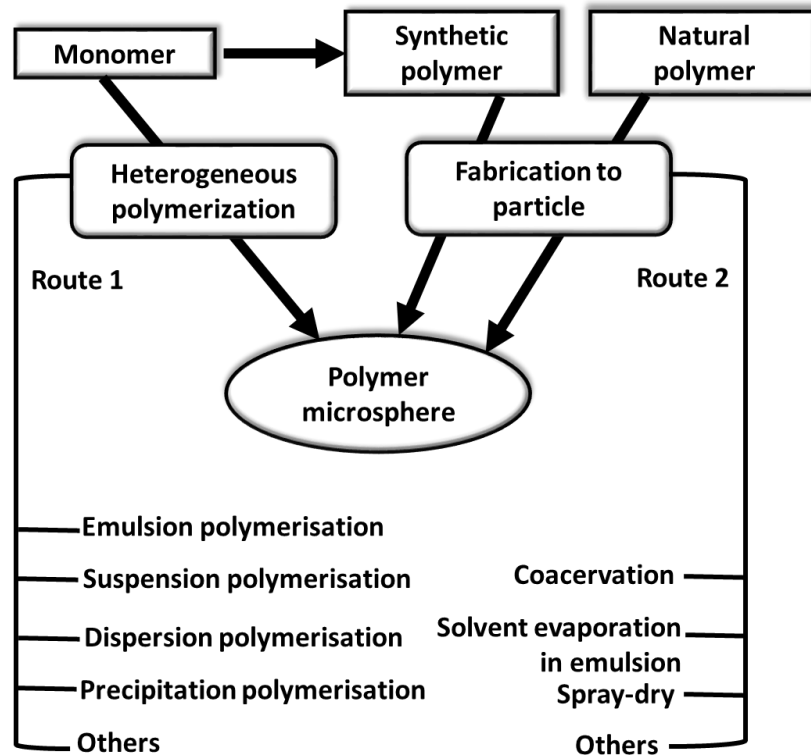 Monomer
Synthetic
polymer
Natural
polymer
Heterogeneous
polymerization
Fabrication to
particle
Route 1
Route 2
Polymer
microsphere
Emulsion polymerisation
Suspension polymerisation
Dispersion polymerisation
Precipitation polymerisation
Others
Coacervation
Solvent evaporation
in emulsion
Spray-dry
Others